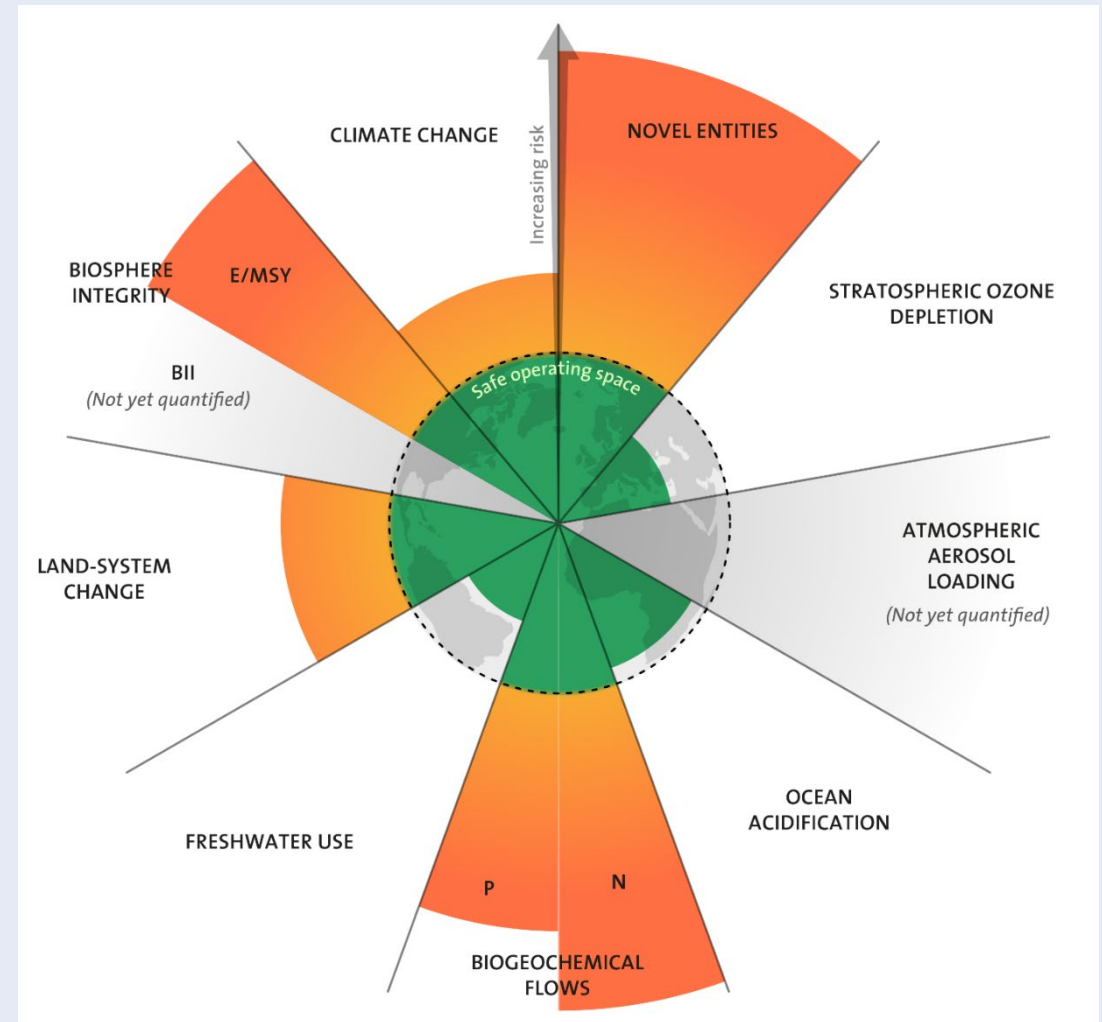 CLIMATE CHANGE
NOVEL ENTITIES
Increasing risk
BIOSPHERE
INTEGRITY
E/MSY
STRATOSPHERIC OZONE
DEPLETION
BII
(Not yet quantified)
Safe operating space
LAND-SYSTEM
CHANGE
ATMOSPHERIC
AEROSOL
LOADING
(Not yet quantified)
FRESHWATER USE
OCEAN
ACIDIFICATION
P
N
BIOGEOCHEMICAL
FLOWS